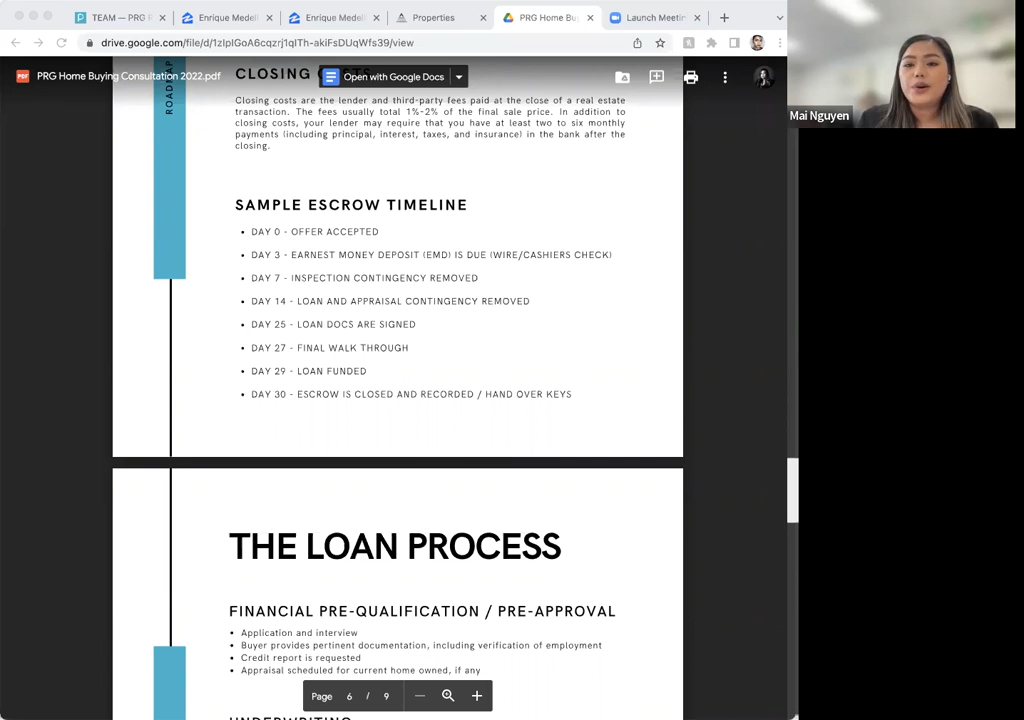 TEAM — PRG
Enrique Medel
Enrique Medel
Properties
PRG Home Bu
Launch Meetin
drive.google.com/file/d/1zIplGoA6cqzrj1qITh-akiFsDUqWfs39/view
PDF
PRG Home Buying Consultation 2022.pdf
Open with Google Docs
Mai Nguyen
CLOSING
Closing costs are the lender and third-party fees paid at the close of a real estate
transaction. The fees usually total 1%-2% of the final sale price. In addition to
closing costs, your lender may require that you have at least two to six monthly
payments (including principal, interest, taxes, and insurance) in the bank after the
closing.
SAMPLE ESCROW TIMELINE
• DAY 0 - OFFER ACCEPTED
• DAY 3 - EARNEST MONEY DEPOSIT (EMD) IS DUE (WIRE/CASHIERS CHECK)
• DAY 7 - INSPECTION CONTINGENCY REMOVED
• DAY 14 - LOAN AND APPRAISAL CONTINGENCY REMOVED
• DAY 25 - LOAN DOCS ARE SIGNED
• DAY 27 - FINAL WALK THROUGH
• DAY 29 - LOAN FUNDED
• DAY 30 - ESCROW IS CLOSED AND RECORDED / HAND OVER KEYS
THE LOAN PROCESS
FINANCIAL PRE-QUALIFICATION / PRE-APPROVAL
• Application and interview
• Buyer provides pertinent documentation, including verification of employment
• Credit report is requested
• Appraisal scheduled for current home owned, if any
Page 6 / 9